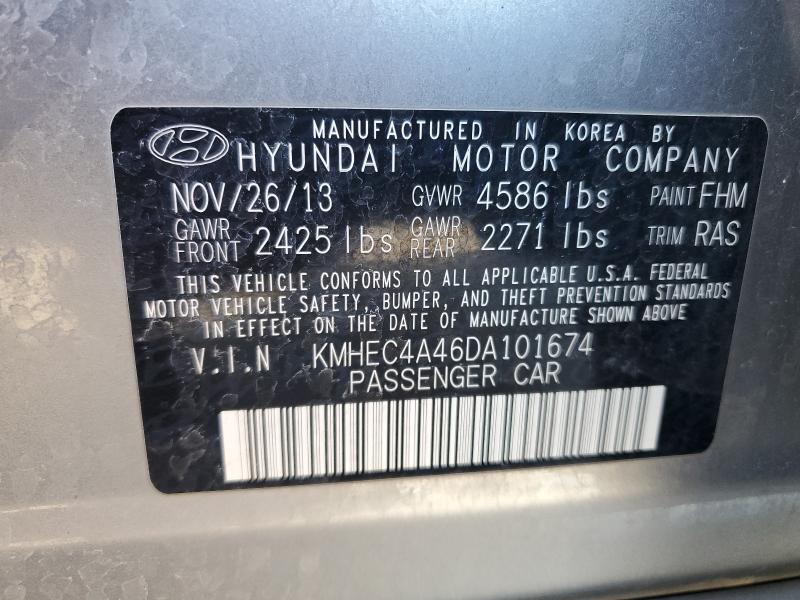 MANUFACTURED IN KOREA BY
HYUNDAI MOTOR COMPANY
NOV/26/13 GVWR 4586 lbs PAINT FHM
GAWR FRONT 2425 lbs GAWR REAR 2271 lbs TRIM RAS
THIS VEHICLE CONFORMS TO ALL APPLICABLE U.S.A. FEDERAL
MOTOR VEHICLE SAFETY, BUMPER, AND THEFT PREVENTION STANDARDS
IN EFFECT ON THE DATE OF MANUFACTURE SHOWN ABOVE
V.I.N KMHEC4A46DA101674
PASSENGER CAR